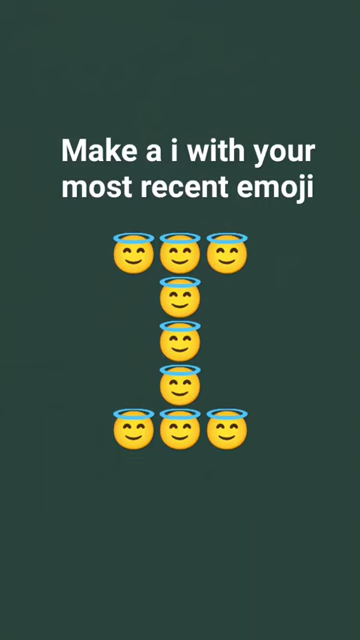 Make a i with your
most recent emoji
😇😇😇
😇
😇
😇
😇😇😇